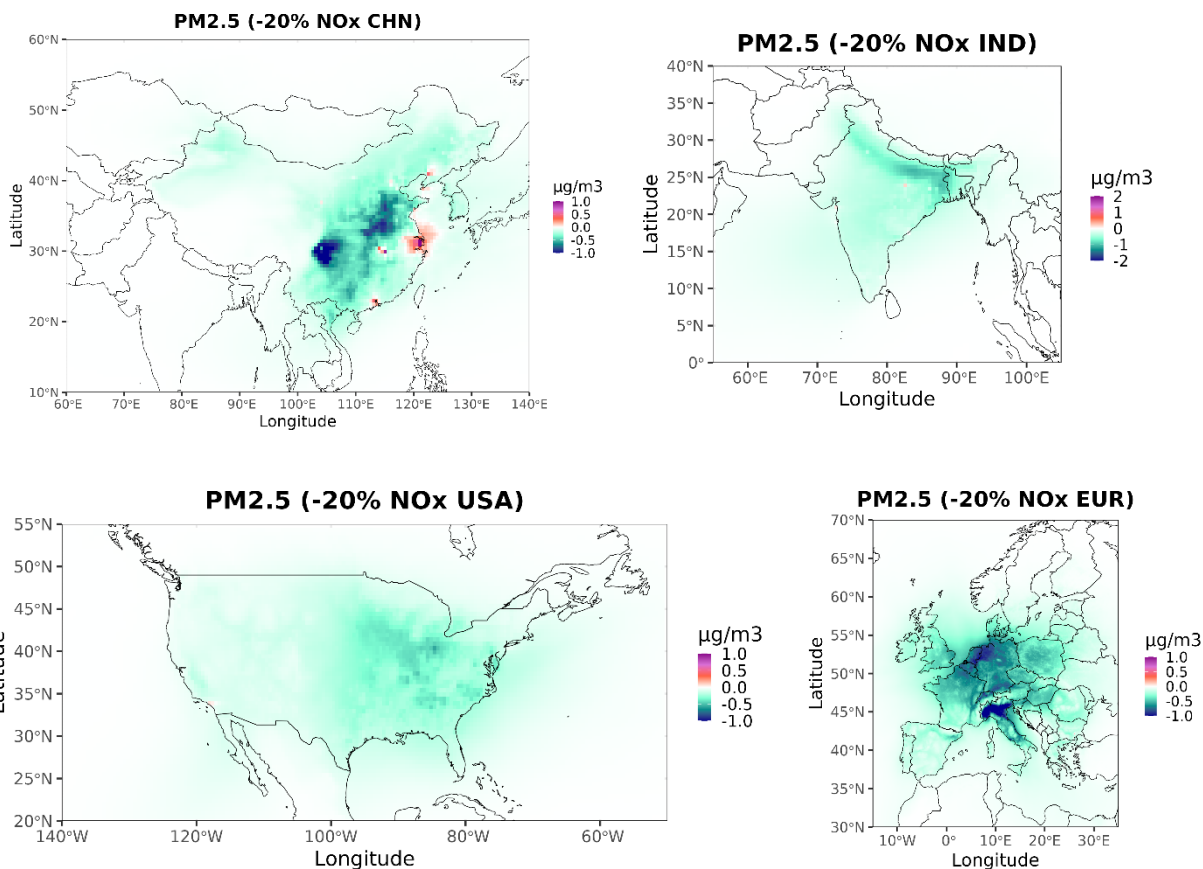 PM2.5 (-20% NOx CHN)
60°N
50°N
40°N
30°N
20°N
10°N
Latitude
60°E 70°E 80°E 90°E 100°E 110°E 120°E 130°E 140°E
Longitude
µg/m3
1.0
0.5
0.0
-0.5
-1.0
PM2.5 (-20% NOx IND)
40°N
35°N
30°N
25°N
20°N
15°N
10°N
5°N
0°
Latitude
60°E 70°E 80°E 90°E 100°E
Longitude
µg/m3
2
1
0
-1
-2
PM2.5 (-20% NOx USA)
55°N
50°N
45°N
40°N
35°N
30°N
25°N
20°N
Latitude
140°W 120°W 100°W 80°W 60°W
Longitude
µg/m3
1.0
0.5
0.0
-0.5
-1.0
PM2.5 (-20% NOx EUR)
70°N
65°N
60°N
55°N
50°N
45°N
40°N
35°N
30°N
Latitude
10°W 0° 10°E 20°E 30°E
Longitude
µg/m3
1.0
0.5
0.0
-0.5
-1.0